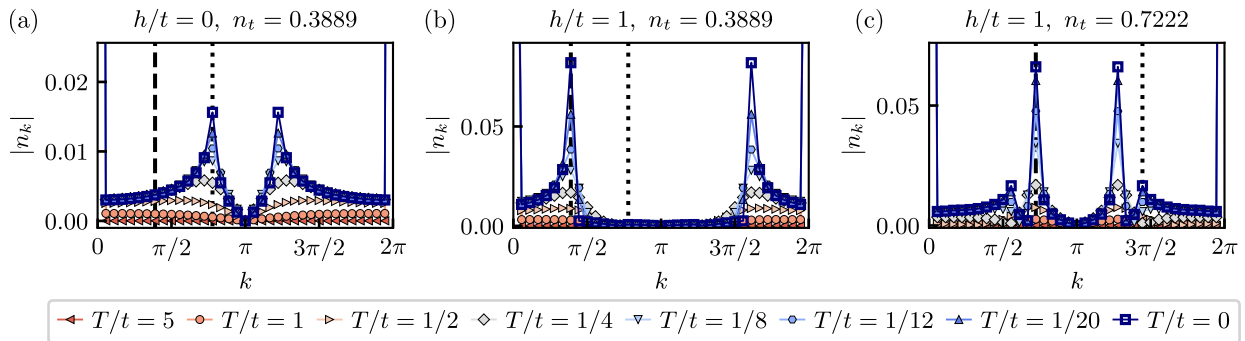 (a) h/t = 0, n_t = 0.3889 (b) h/t = 1, n_t = 0.3889 (c) h/t = 1, n_t = 0.7222
|n_k| 0.02 0.01 0.00
0 π/2 π 3π/2 2π
k
|n_k| 0.05 0.00
0 π/2 π 3π/2 2π
k
|n_k| 0.05 0.00
0 π/2 π 3π/2 2π
k
T/t = 5 T/t = 1 T/t = 1/2 T/t = 1/4 T/t = 1/8 T/t = 1/12 T/t = 1/20 T/t = 0